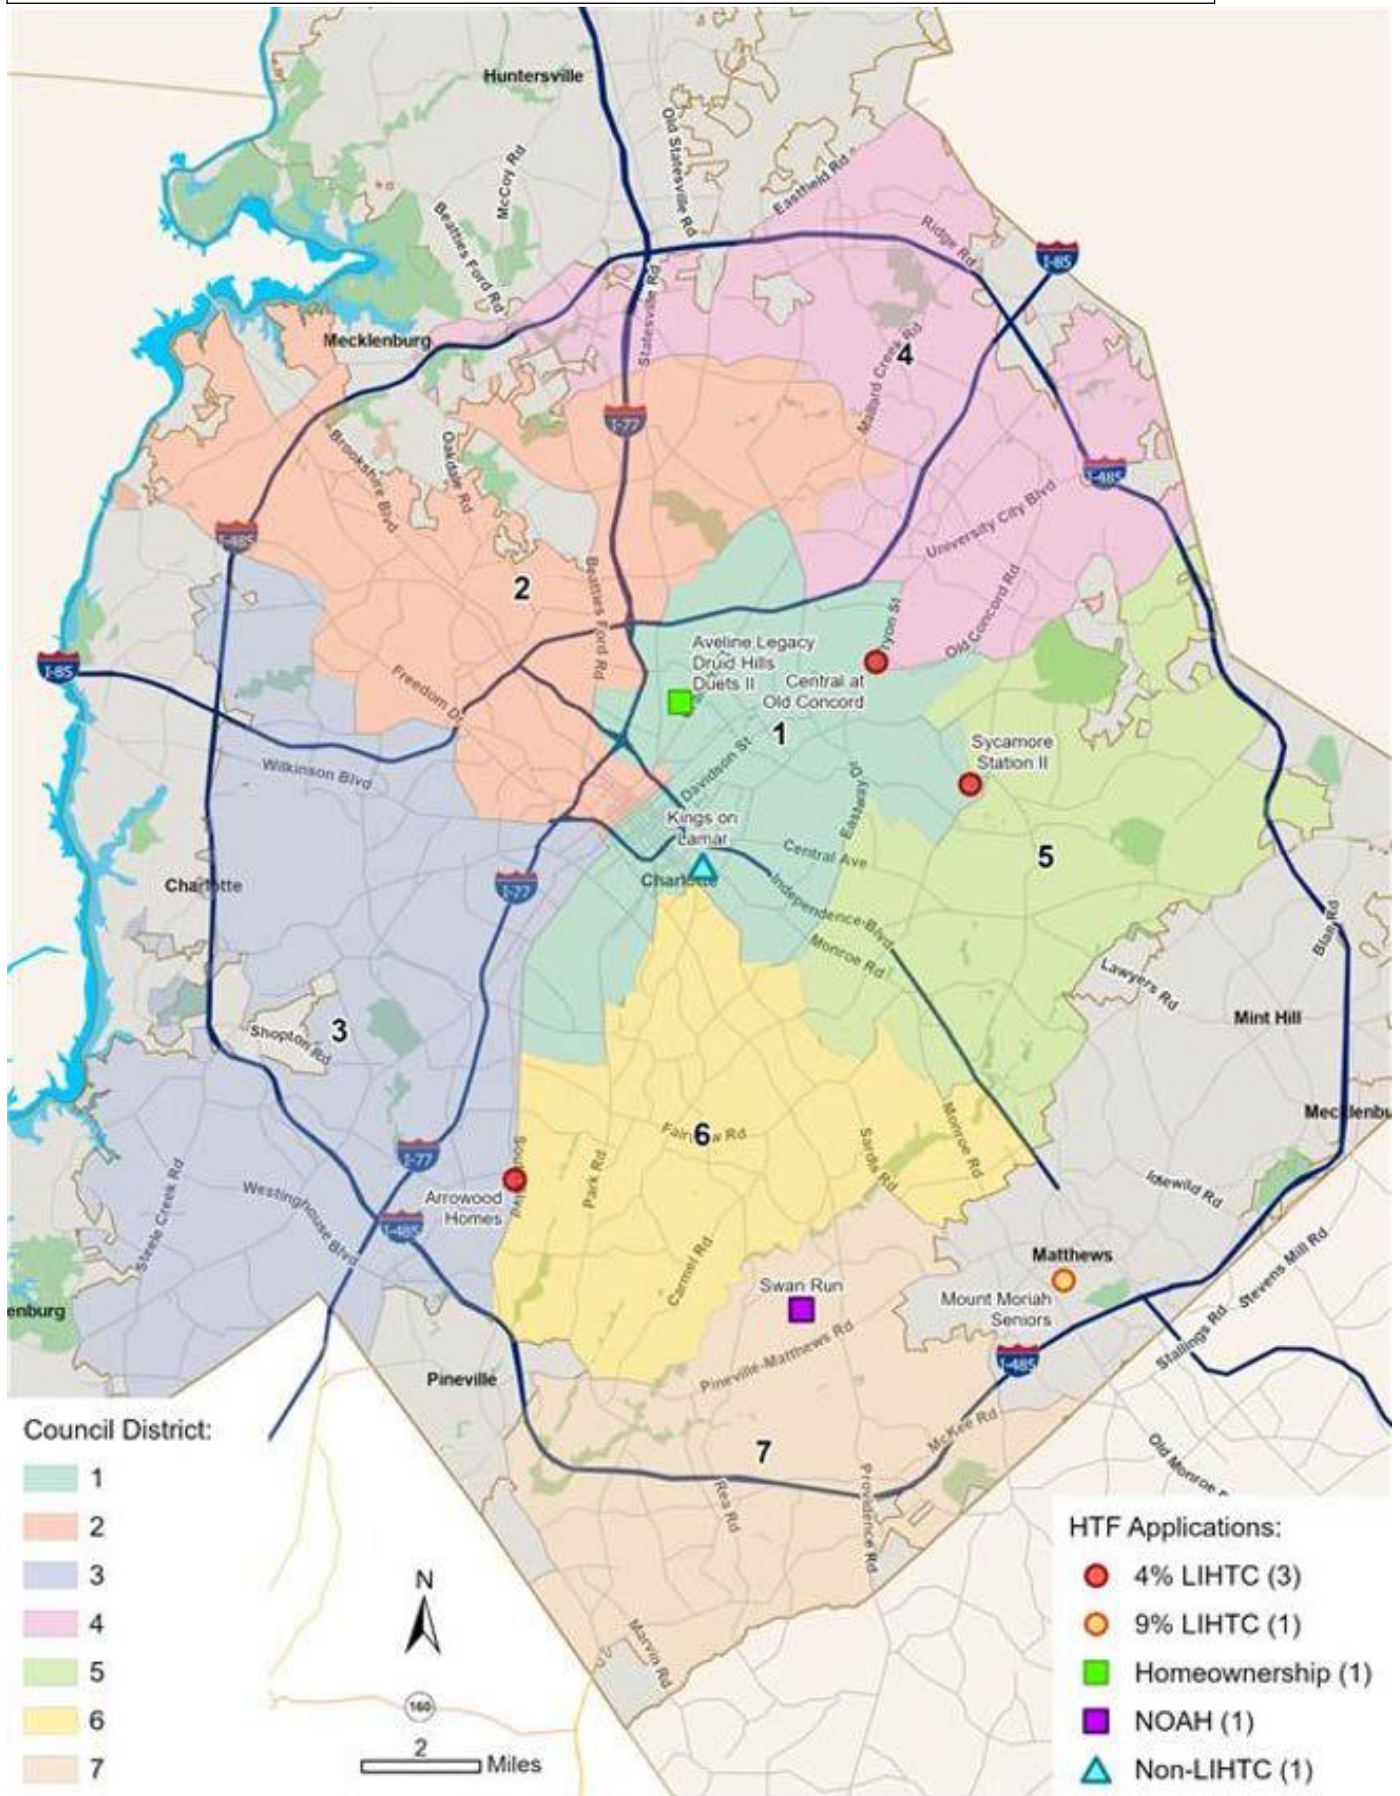 Huntersville
Old Statesville Rd
McCoy Rd
Eastfield Rd
Beatties Ford Rd
Ridge Rd
I-85
Statesville Rd
Mecklenburg
4
Mallard Creek Rd
I-77
Brookshire Blvd
Oakdale Rd
I-485
University City Blvd
I-485
2
Beatties Ford Rd
Old Concord Rd
Aveline Legacy
Druid Hills
Duets II
Central at
Old Concord
I-85
Freedom Dr
1
Sycamore
Station II
Davidson St
Wilkinson Blvd
Eastway Dr
Kings on
Lamar
Central Ave
5
Charlotte
Charlotte
I-77
Independence Blvd
Blair Rd
Monroe Rd
Lawyers Rd
Mint Hill
3
Shopton Rd
6
Monroe Rd
Sardis Rd
I-77
Park Rd
Idlewild Rd
Arrowood
Homes
Steele Creek Rd
Westinghouse Blvd
I-485
Carmel Rd
Matthews
Stevens Mill Rd
Swan Run
Mount Moriah
Seniors
enburg
Stallings Rd
Pineville-Matthews Rd
I-485
Pineville
McKee Rd
7
Rea Rd
Providence Rd
Marvin Rd
Council District:
1
2
3
4
5
6
7
N
160
2
Miles
HTF Applications:
4% LIHTC (3)
9% LIHTC (1)
Homeownership (1)
NOAH (1)
Non-LIHTC (1)